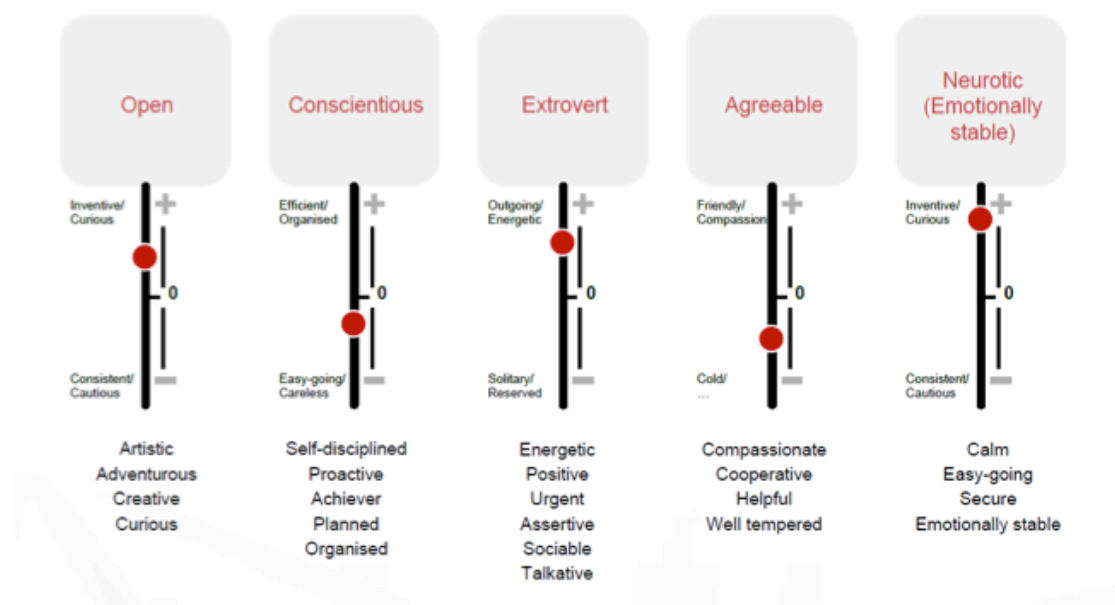 Open
Inventive/
Curious
+
0
Consistent/
Cautious
−
Artistic
Adventurous
Creative
Curious
Conscientious
Efficient/
Organised
+
0
Easy-going/
Careless
−
Self-disciplined
Proactive
Achiever
Planned
Organised
Extrovert
Outgoing/
Energetic
+
0
Solitary/
Reserved
−
Energetic
Positive
Urgent
Assertive
Sociable
Talkative
Agreeable
Friendly/
Compassion
+
0
Cold/
...
−
Compassionate
Cooperative
Helpful
Well tempered
Neurotic
(Emotionally
stable)
Inventive/
Curious
+
0
Consistent/
Cautious
−
Calm
Easy-going
Secure
Emotionally stable